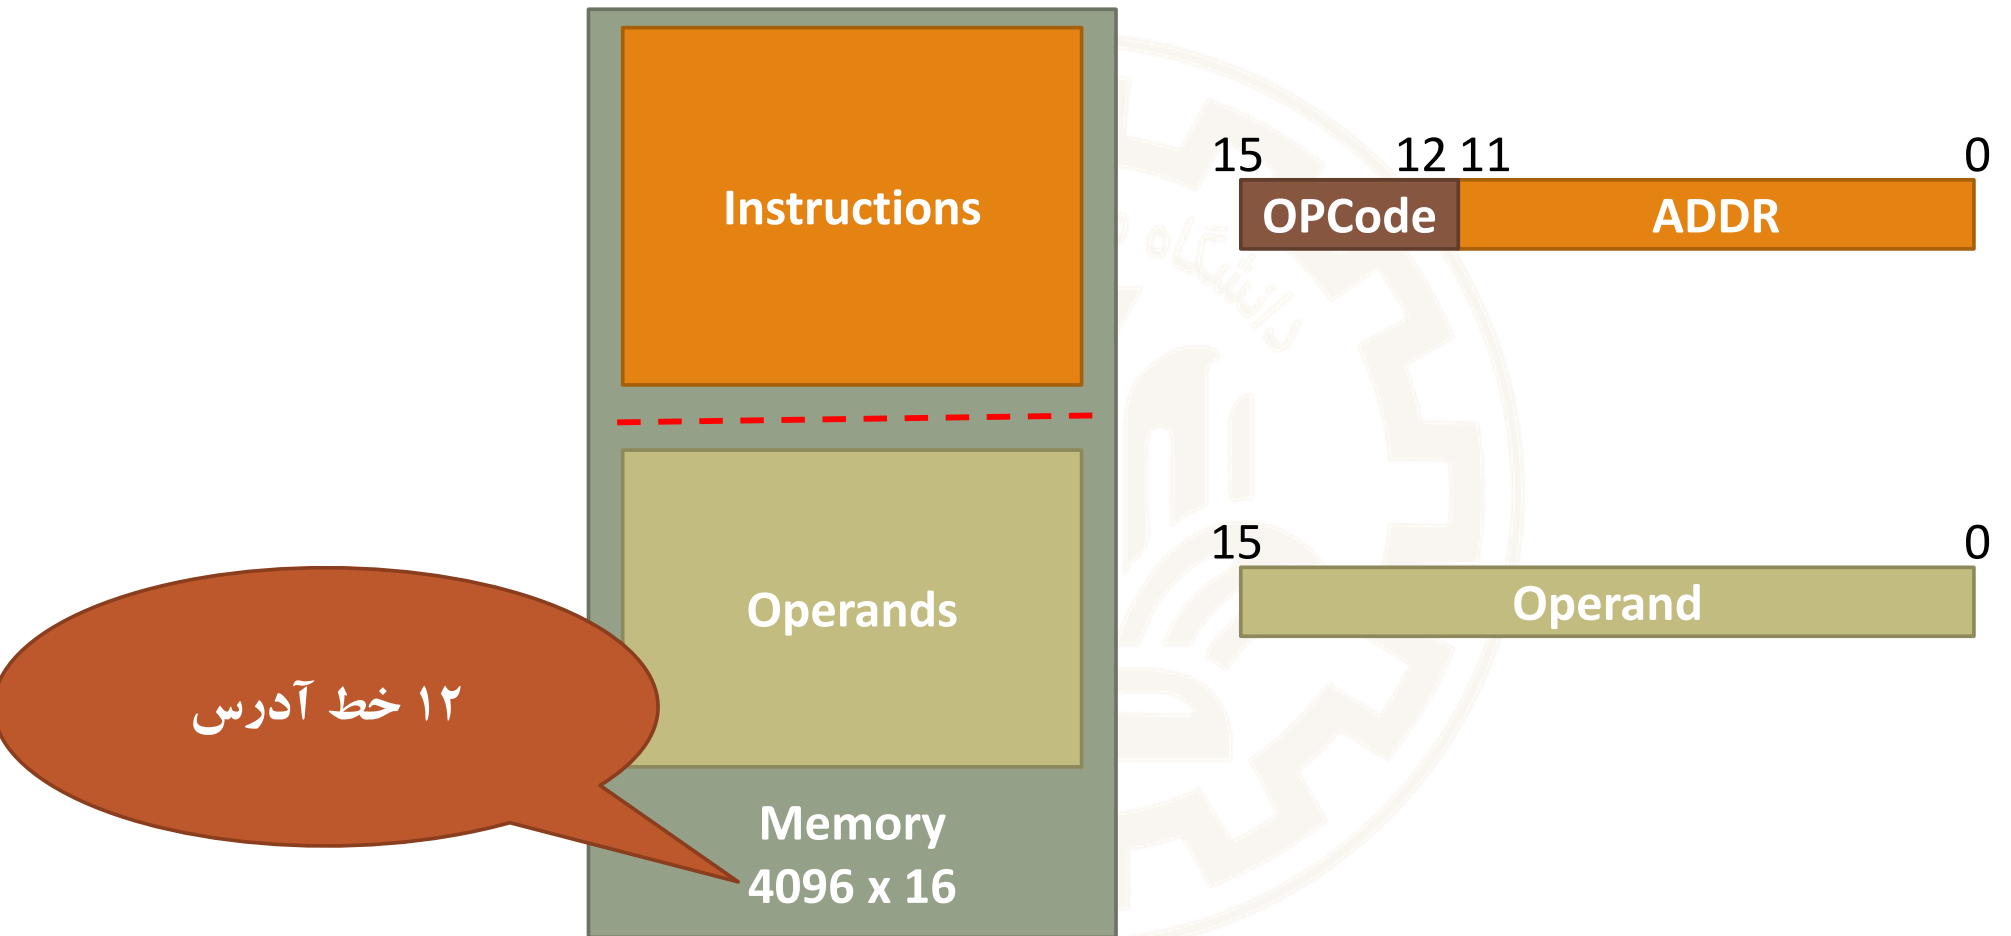 Instructions
15 12 11 0
OPCode ADDR
15 0
Operands
Operand
۱۲ خط آدرس
Memory
4096 x 16